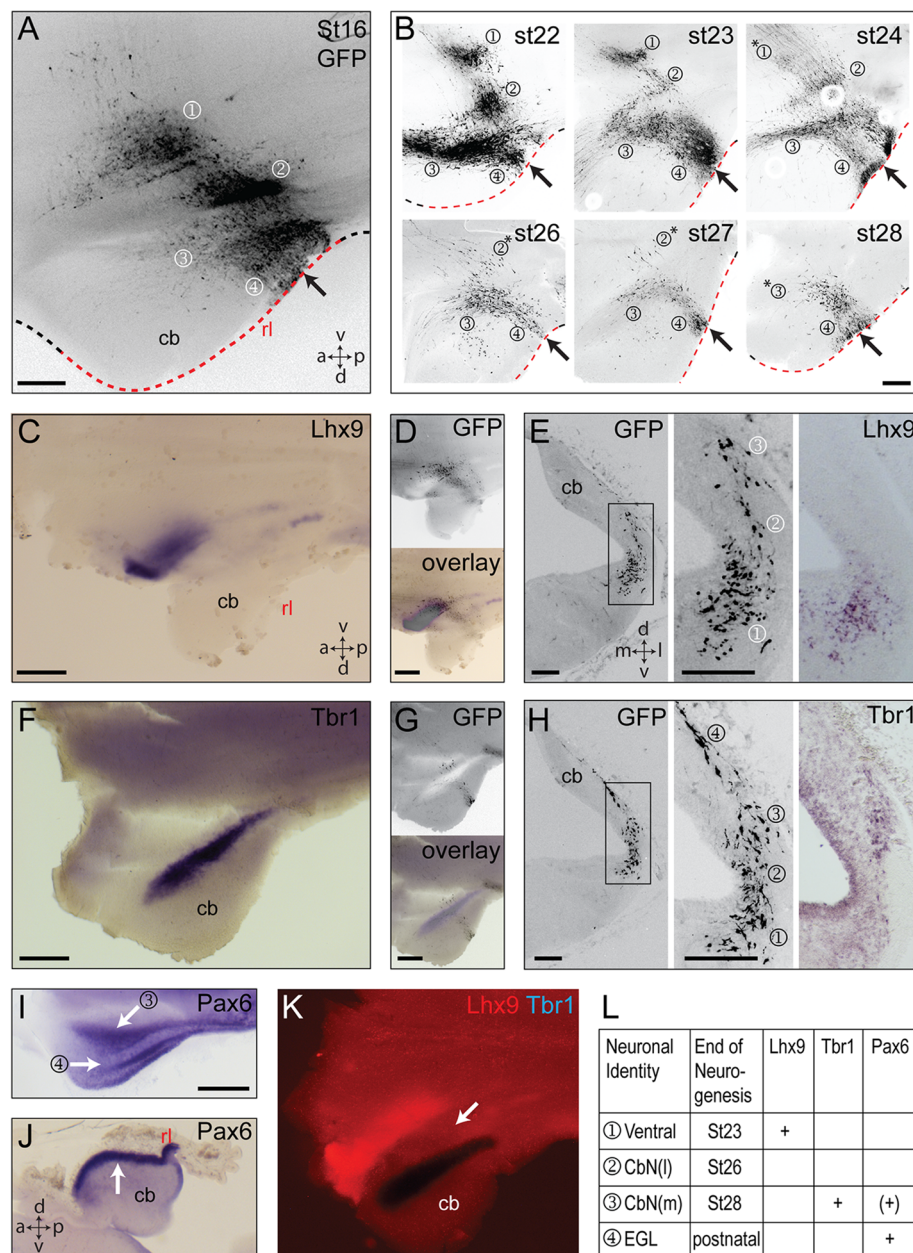 A
St16
GFP
①
②
③
④
cb
rl
v
a p
d
B
st22
①
②
③
④
st23
①
②
③
④
st24
*①
②
③
④
st26
②*
③
④
st27
②*
③
④
st28
*③
④
C
Lhx9
cb
rl
v
a p
d
D
GFP
overlay
E
GFP
cb
d
m l
v
③
②
①
Lhx9
F
Tbr1
cb
G
GFP
overlay
H
GFP
cb
④
③
②
①
Tbr1
I
Pax6
③
④
J
Pax6
rl
cb
d
a p
v
K
Lhx9 Tbr1
cb
L
Neuronal Identity | End of Neuro-genesis | Lhx9 | Tbr1 | Pax6
① Ventral St23 +
② CbN(l) St26
③ CbN(m) St28 + (+)
④ EGL postnatal +